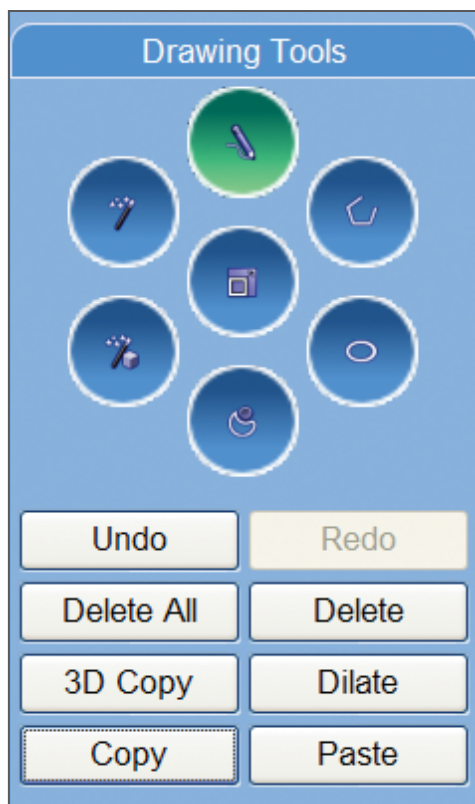 Drawing Tools
Undo
Redo
Delete All
Delete
3D Copy
Dilate
Copy
Paste